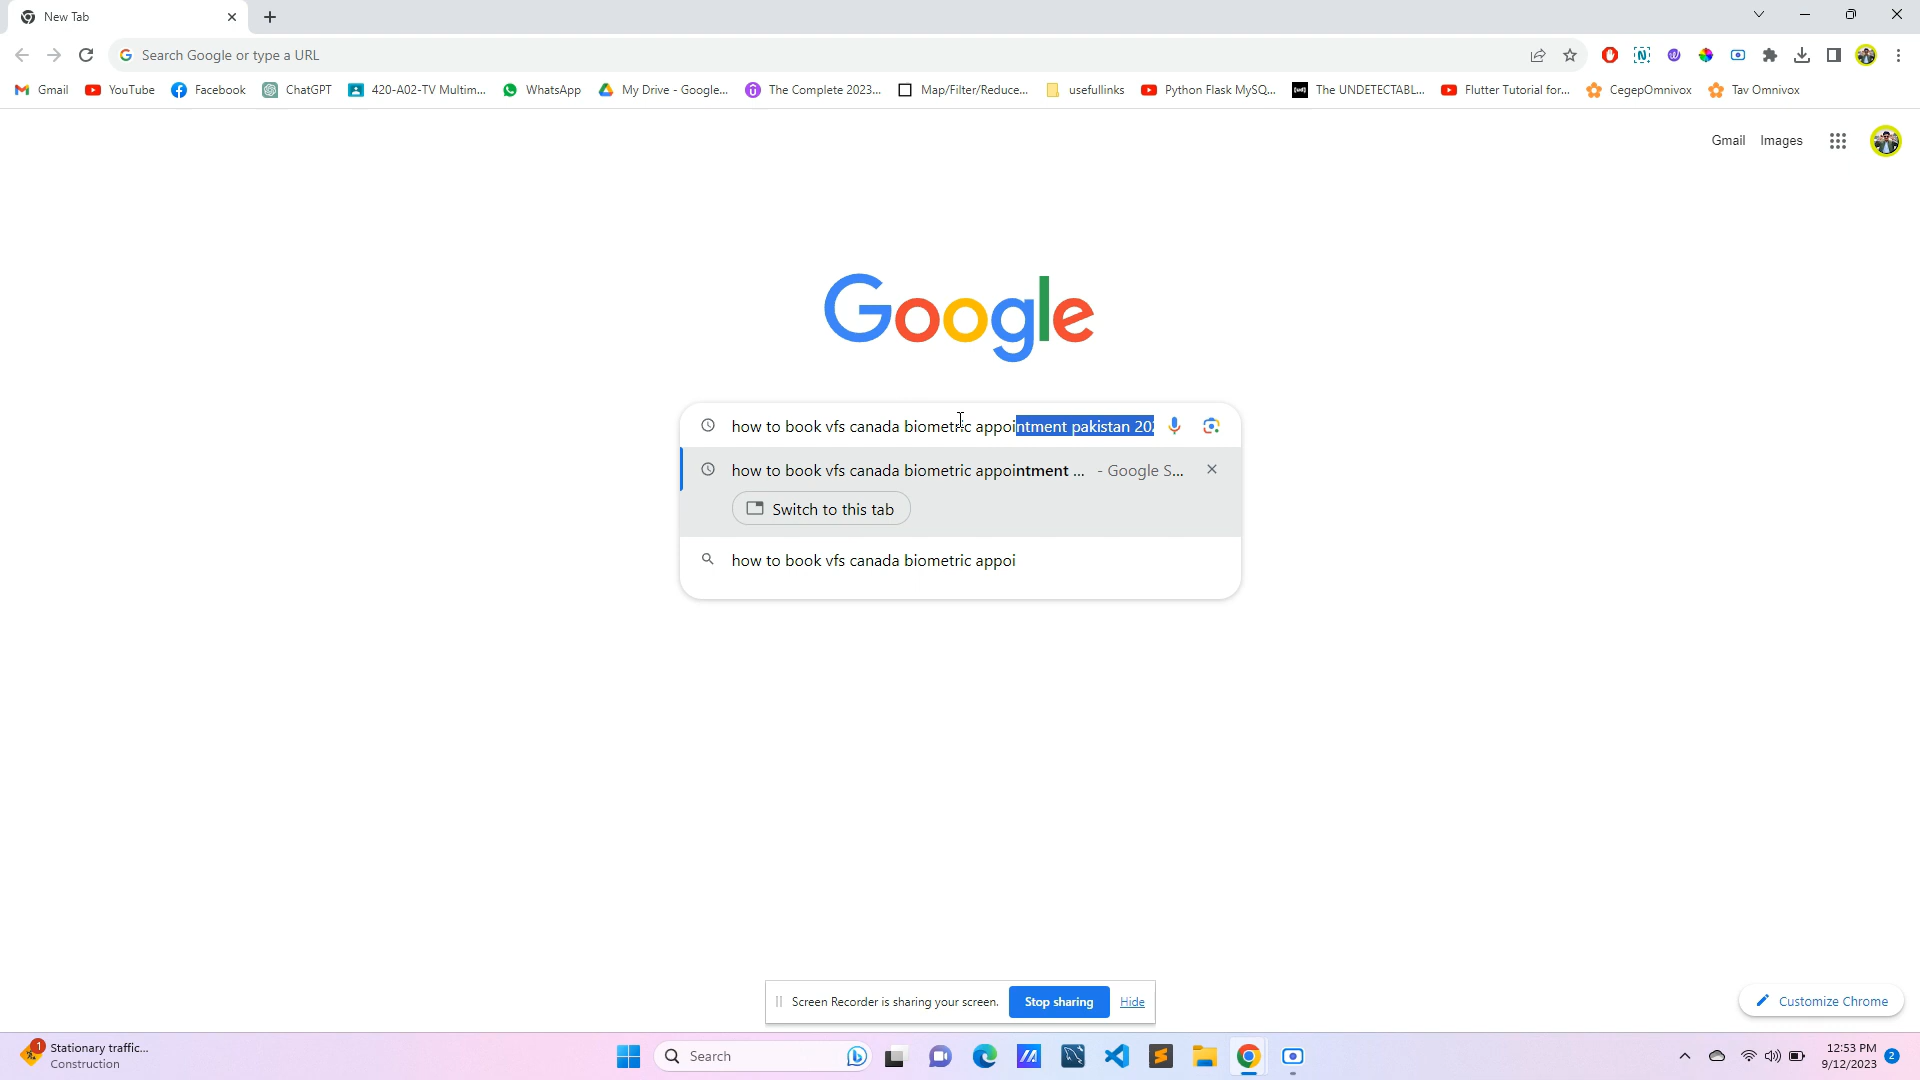 New Tab
Search Google or type a URL
Gmail YouTube Facebook ChatGPT 420-A02-TV Multim... WhatsApp My Drive - Google... The Complete 2023... Map/Filter/Reduce... usefullinks Python Flask MySQ... The UNDETECTABL... Flutter Tutorial for... CegepOmnivox Tav Omnivox
Gmail Images
Google
how to book vfs canada biometric appointment pakistan 202
how to book vfs canada biometric appointment ... - Google S...
Switch to this tab
how to book vfs canada biometric appoi
Screen Recorder is sharing your screen. Stop sharing Hide
Customize Chrome
1 Stationary traffic...
Construction
Search
12:53 PM
9/12/2023
2